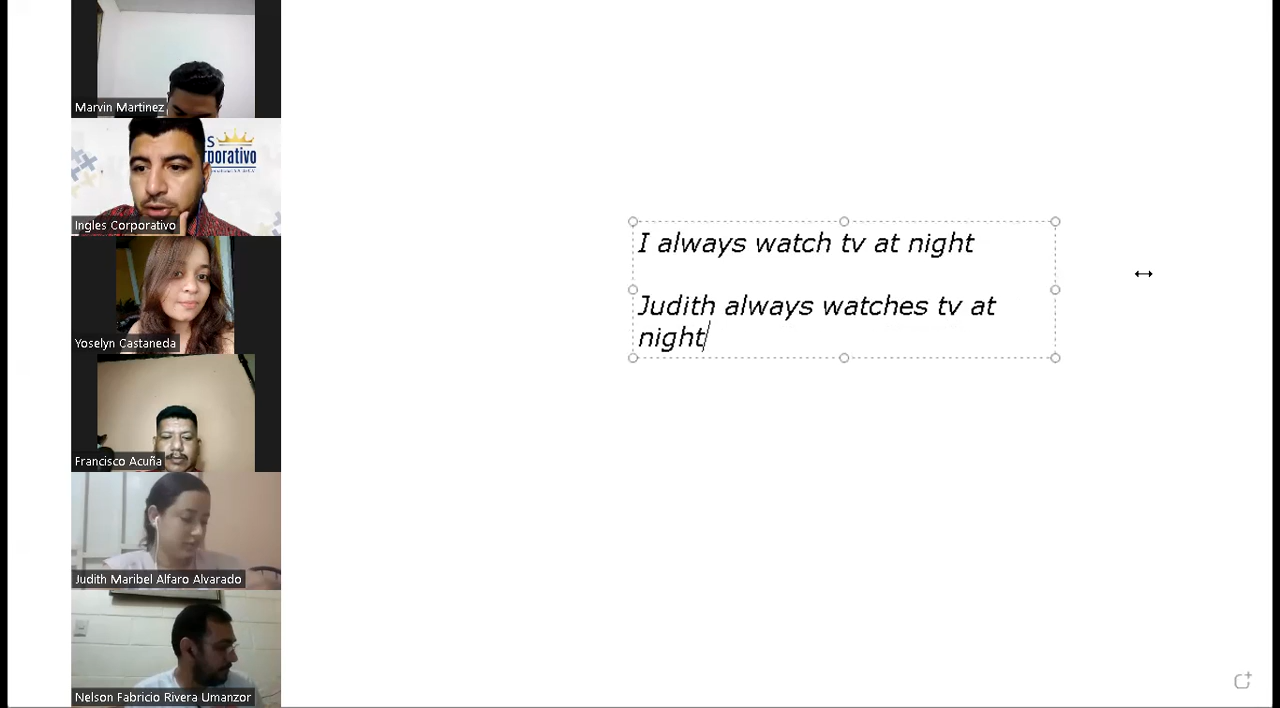 Marvin Martinez
S
rporativo
Ingles Corporativo
Yoselyn Castaneda
Francisco Acuña
Judith Maribel Alfaro Alvarado
Nelson Fabricio Rivera Umanzor
I always watch tv at night
Judith always watches tv at
night